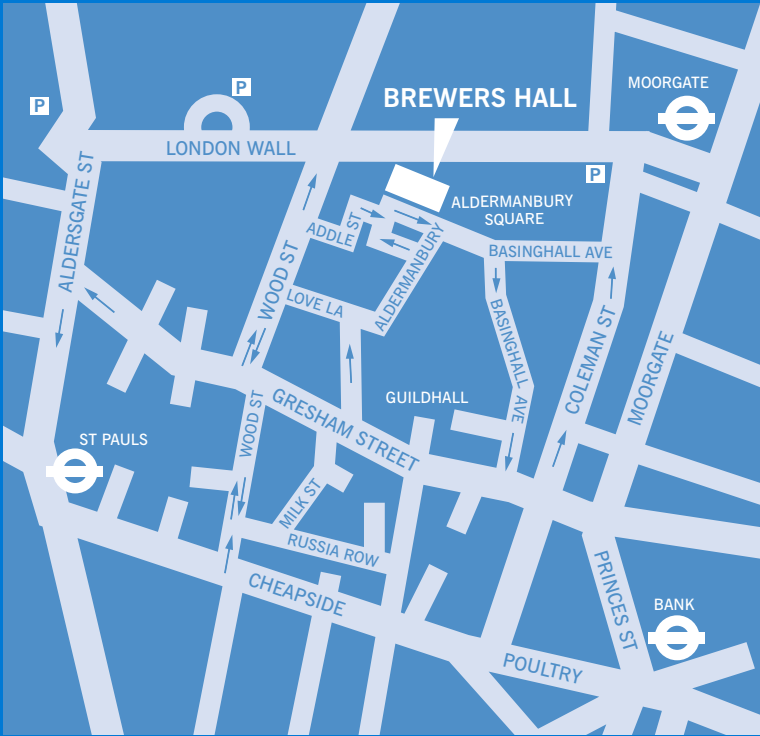 MOORGATE
P
P
BREWERS HALL
LONDON WALL
P
ALDERSGATE ST
ALDERMANBURY
SQUARE
ADDLE ST
BASINGHALL AVE
WOOD ST
ALDERMANBURY
LOVE LA
BASINGHALL AVE
COLEMAN ST
MOORGATE
GUILDHALL
WOOD ST
GRESHAM STREET
ST PAULS
MILK ST
RUSSIA ROW
CHEAPSIDE
PRINCES ST
BANK
POULTRY